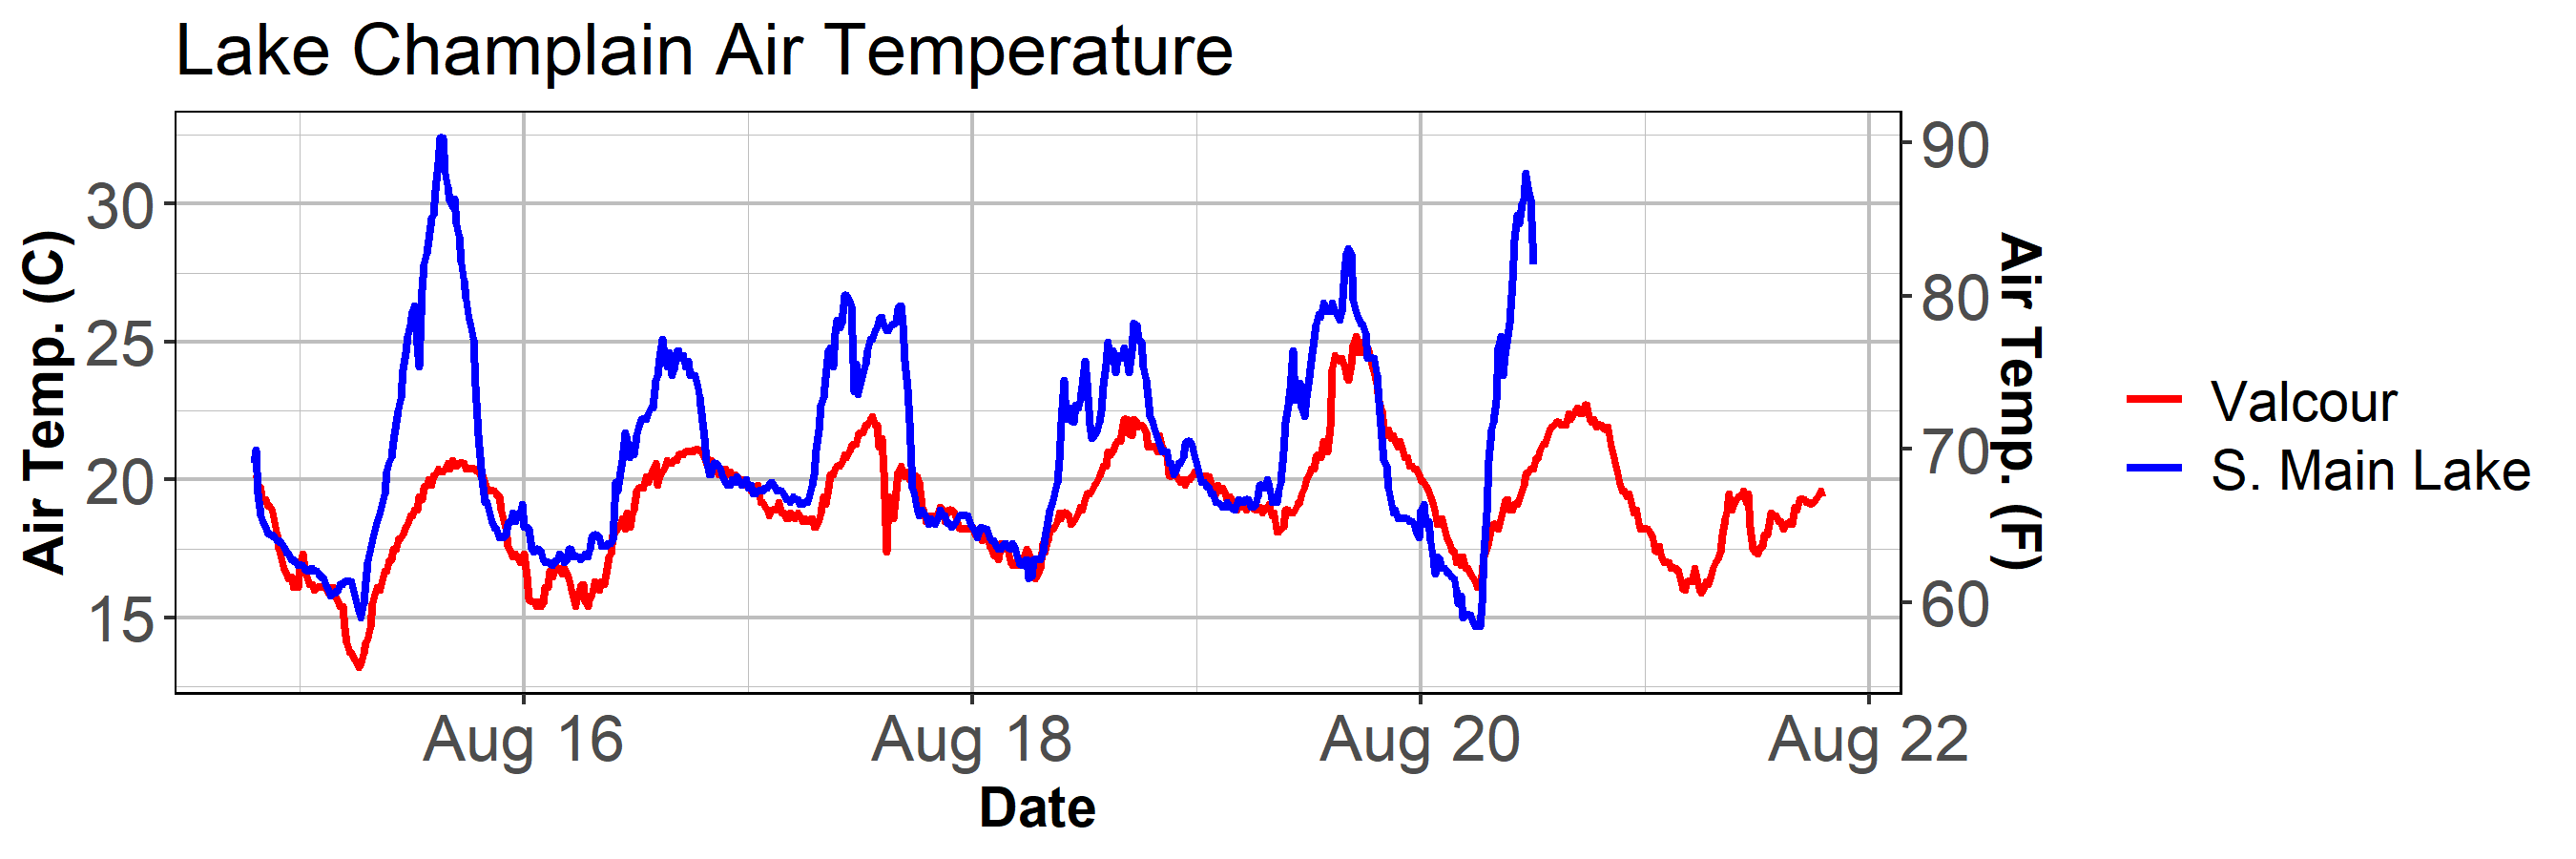 Lake Champlain Air Temperature
Air Temp. (C)
30
25
20
15
90
80
70
60
Air Temp. (F)
Aug 16
Aug 18
Aug 20
Aug 22
Date
Valcour
S. Main Lake